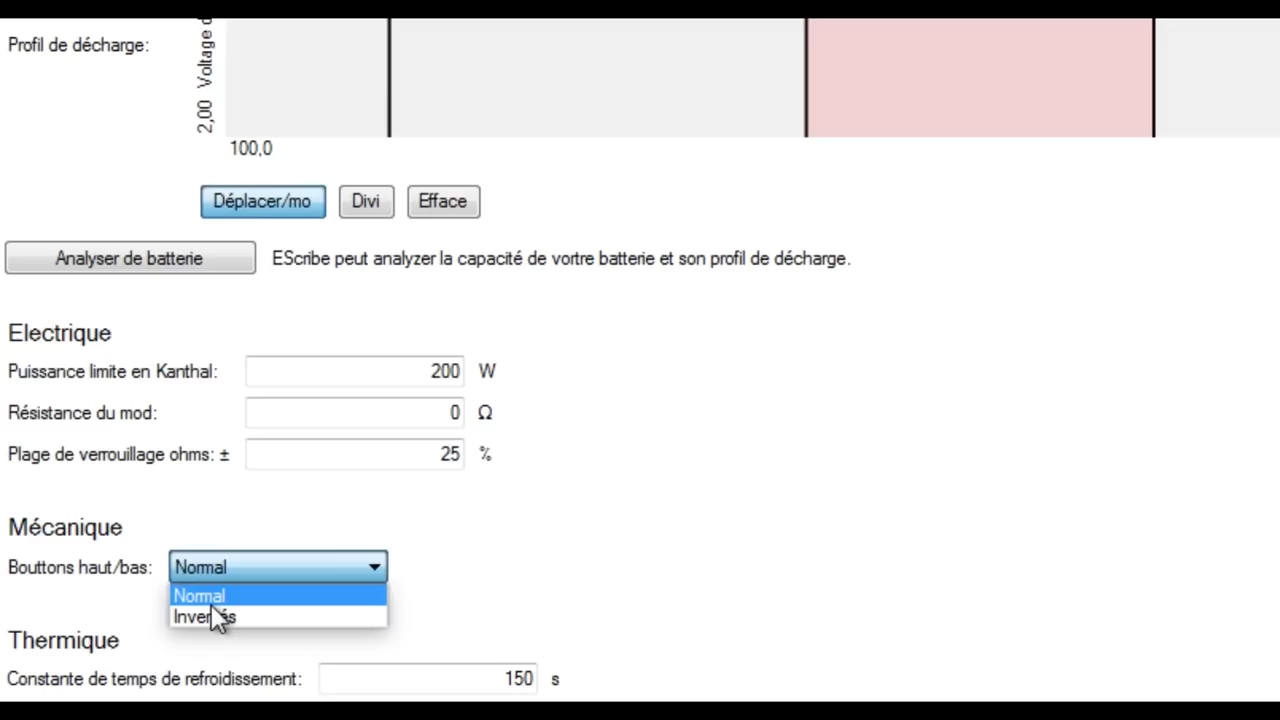 Profil de décharge:
2,00 Voltage d
100,0
Déplacer/mo Divi Efface
Analyser de batterie EScribe peut analyzer la capacité de vortre batterie et son profil de décharge.
Electrique
Puissance limite en Kanthal: 200 W
Résistance du mod: 0 Ω
Plage de verrouillage ohms: ± 25 %
Mécanique
Bouttons haut/bas: Normal
Normal
Inversés
Thermique
Constante de temps de refroidissement: 150 s